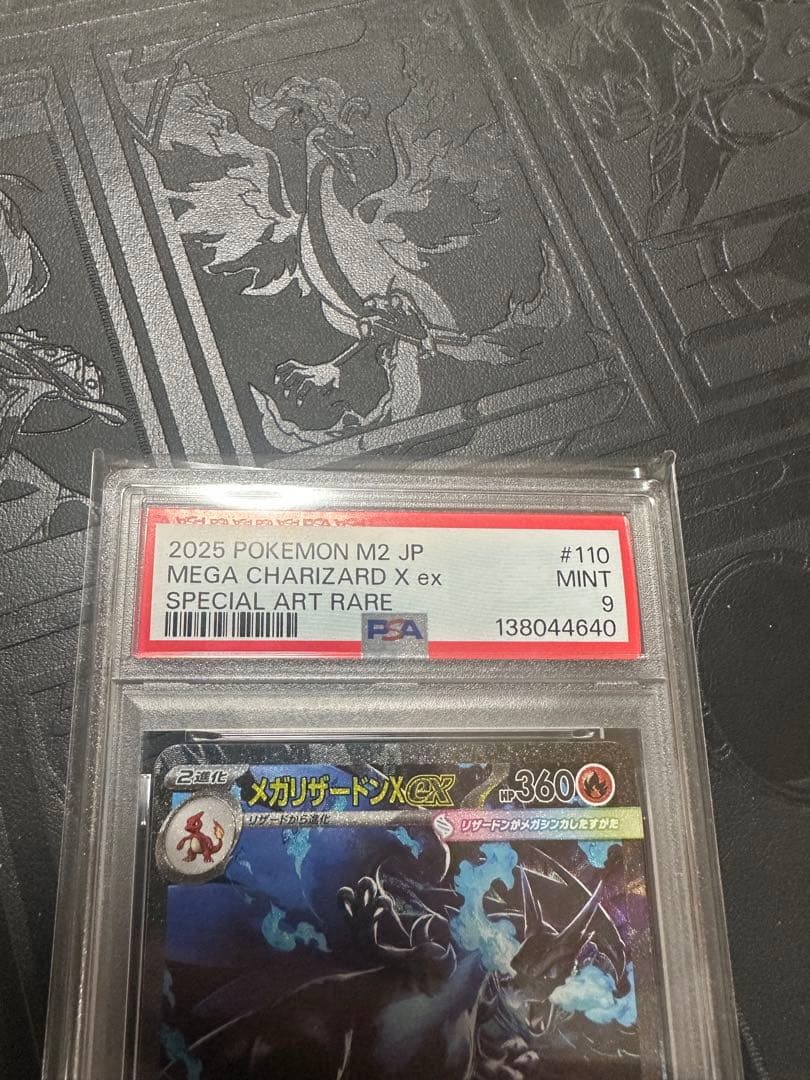 2025 POKEMON M2 JP #110
MEGA CHARIZARD X ex MINT
SPECIAL ART RARE 9
PSA 138044640
2進化 メガリザードンXex HP360
リザードから進化
リザードンがメガシンカしたすがた